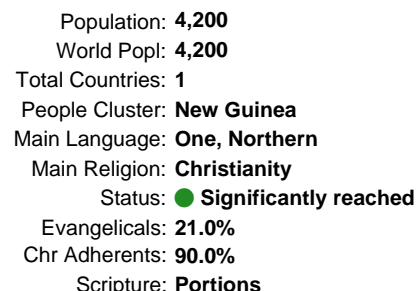 Population: 4,200
World Popl: 4,200
Total Countries: 1
People Cluster: New Guinea
Main Language: One, Northern
Main Religion: Christianity
Status: Significantly reached
Evangelicals: 21.0%
Chr Adherents: 90.0%
Scripture: Portions